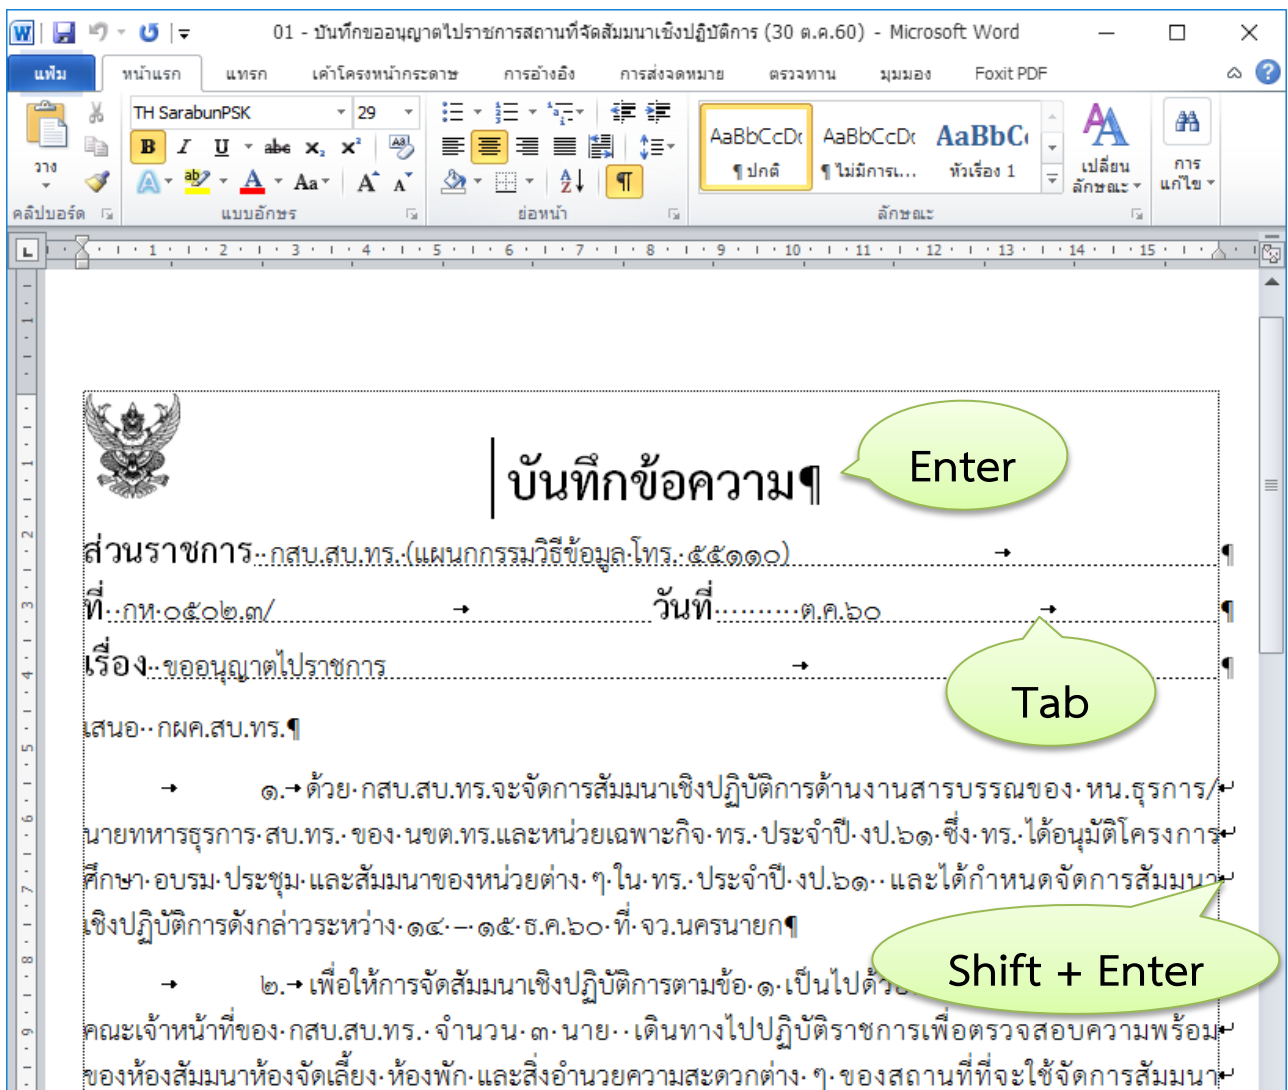 01 - บันทึกขออนุญาตไปราชการสถานที่จัดสัมมนาเชิงปฏิบัติการ (30 ต.ค.60) - Microsoft Word
แฟ้ม หน้าแรก แทรก เค้าโครงหน้ากระดาษ การอ้างอิง การส่งจดหมาย ตรวจทาน มุมมอง Foxit PDF
TH SarabunPSK 29
AaBbCcDt AaBbCcDt AaBbCc
¶ ปกติ ¶ ไม่มีการเ... หัวเรื่อง 1
วาง
เปลี่ยนลักษณะ
การแก้ไข
คลิปบอร์ด แบบอักษร ย่อหน้า ลักษณะ
1 2 3 4 5 6 7 8 9 10 11 12 13 14 15
บันทึกข้อความ¶
Enter
ส่วนราชการ กสบ.สบ.ทร. (แผนกกรรมวิธีข้อมูล โทร. ๕๕๑๑๐) ¶
ที่ กห ๐๕๐๒.๓/ วันที่ ต.ค.๖๐ ¶
เรื่อง ขออนุญาตไปราชการ ¶
Tab
เสนอ กผค.สบ.ทร.¶
๑. ด้วย กสบ.สบ.ทร.จะจัดการสัมมนาเชิงปฏิบัติการด้านงานสารบรรณของ หน.ธุรการ/
นายทหารธุรการ สบ.ทร. ของ นขต.ทร.และหน่วยเฉพาะกิจ ทร. ประจำปี งป.๖๑ ซึ่ง ทร. ได้อนุมัติโครงการ
ศึกษา อบรม ประชุม และสัมมนาของหน่วยต่าง ๆ ใน ทร. ประจำปี งป.๖๑ และได้กำหนดจัดการสัมมนา
เชิงปฏิบัติการดังกล่าวระหว่าง ๑๔ – ๑๕ ธ.ค.๖๐ ที่ จว.นครนายก¶
Shift + Enter
๒. เพื่อให้การจัดสัมมนาเชิงปฏิบัติการตามข้อ ๑ เป็นไปด้วย
คณะเจ้าหน้าที่ของ กสบ.สบ.ทร. จำนวน ๓ นาย เดินทางไปปฏิบัติราชการเพื่อตรวจสอบความพร้อม
ของห้องสัมมนาห้องจัดเลี้ยง ห้องพัก และสิ่งอำนวยความสะดวกต่าง ๆ ของสถานที่ที่จะใช้จัดการสัมมนา